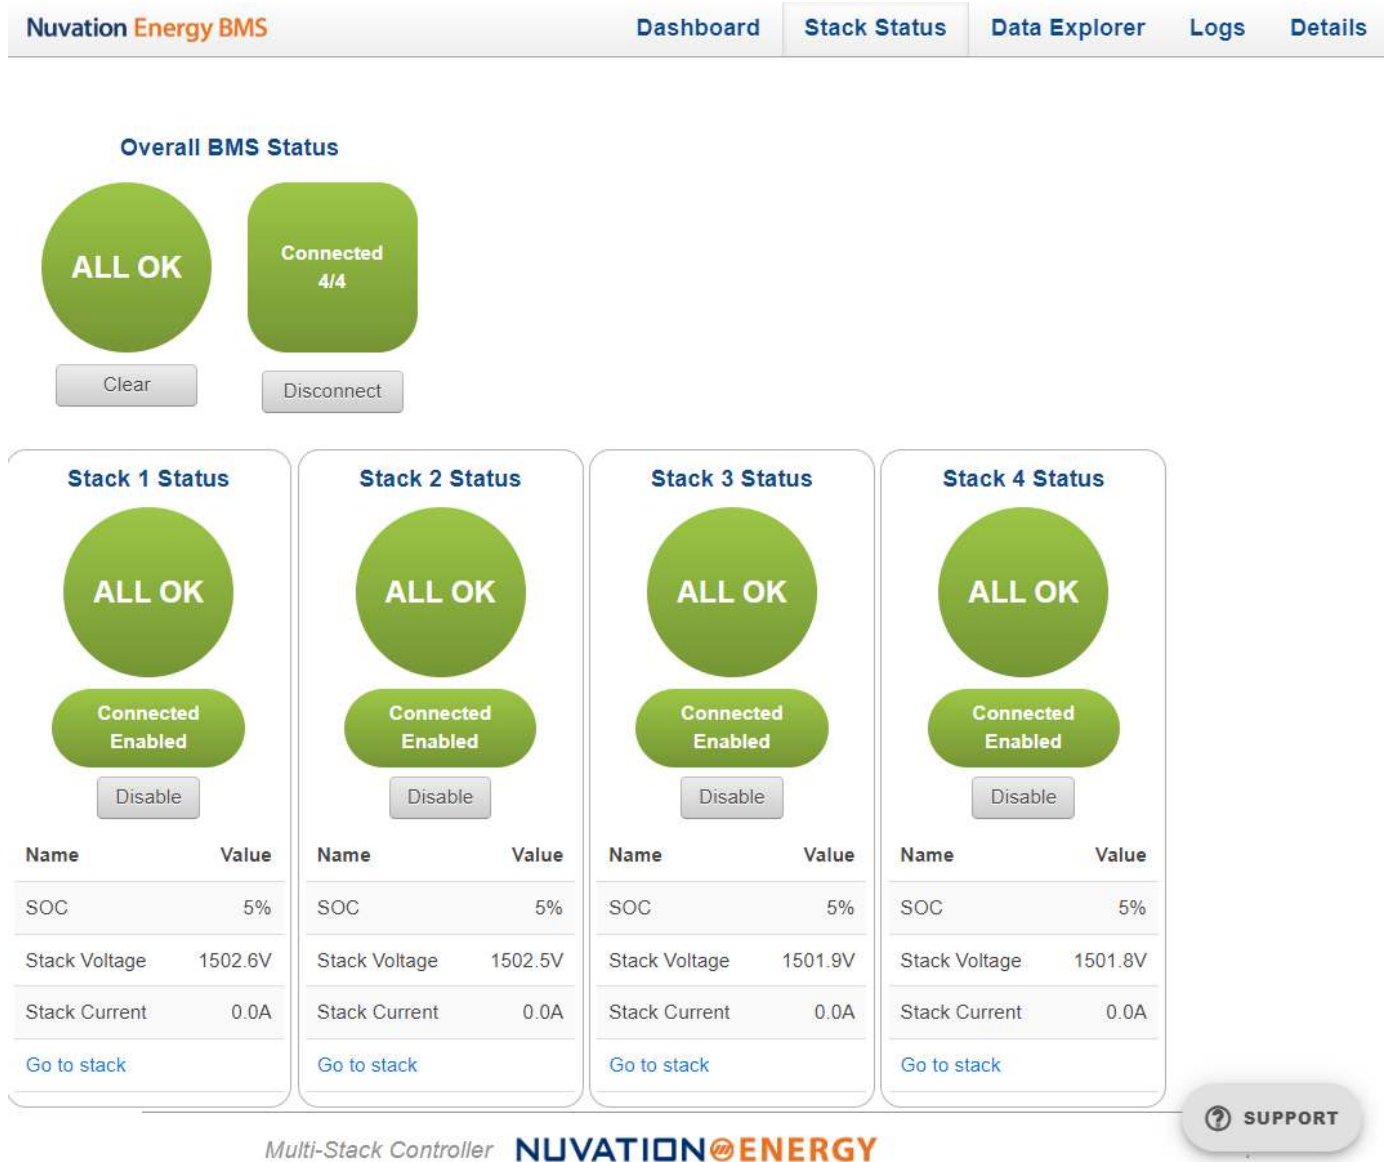 Nuvation Energy BMS Dashboard Stack Status Data Explorer Logs Details
Overall BMS Status
ALL OK
Connected
4/4
Clear
Disconnect
Stack 1 Status
ALL OK
Connected
Enabled
Disable
Name Value
SOC 5%
Stack Voltage 1502.6V
Stack Current 0.0A
Go to stack
Stack 2 Status
ALL OK
Connected
Enabled
Disable
Name Value
SOC 5%
Stack Voltage 1502.5V
Stack Current 0.0A
Go to stack
Stack 3 Status
ALL OK
Connected
Enabled
Disable
Name Value
SOC 5%
Stack Voltage 1501.9V
Stack Current 0.0A
Go to stack
Stack 4 Status
ALL OK
Connected
Enabled
Disable
Name Value
SOC 5%
Stack Voltage 1501.8V
Stack Current 0.0A
Go to stack
? SUPPORT
Multi-Stack Controller NUVATION ENERGY